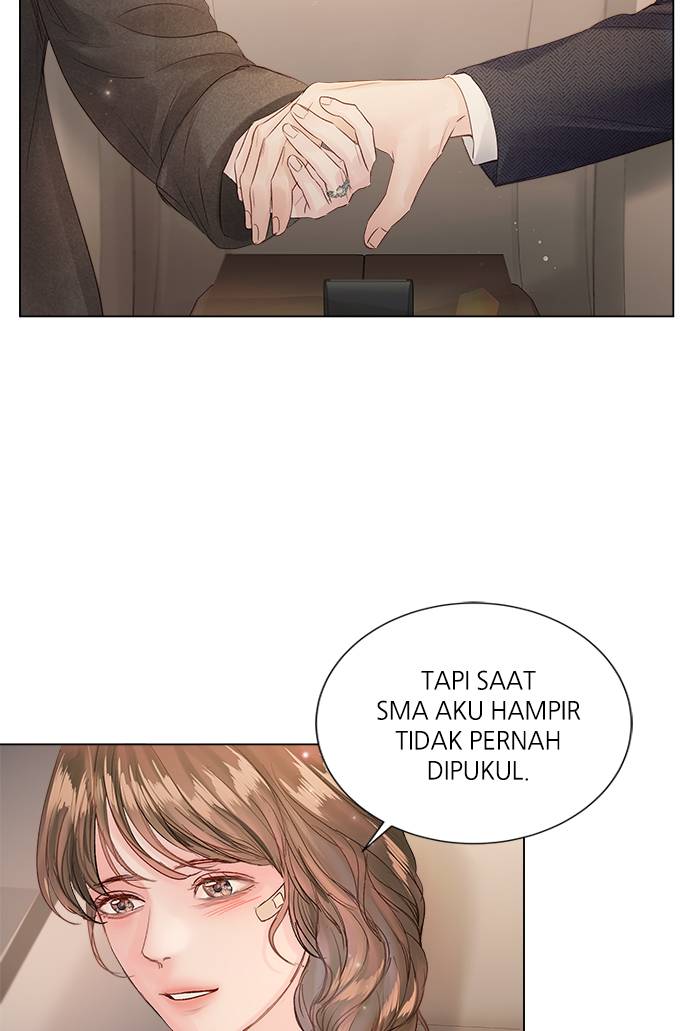 TAPI SAAT
SMA AKU HAMPIR
TIDAK PERNAH
DIPUKUL.